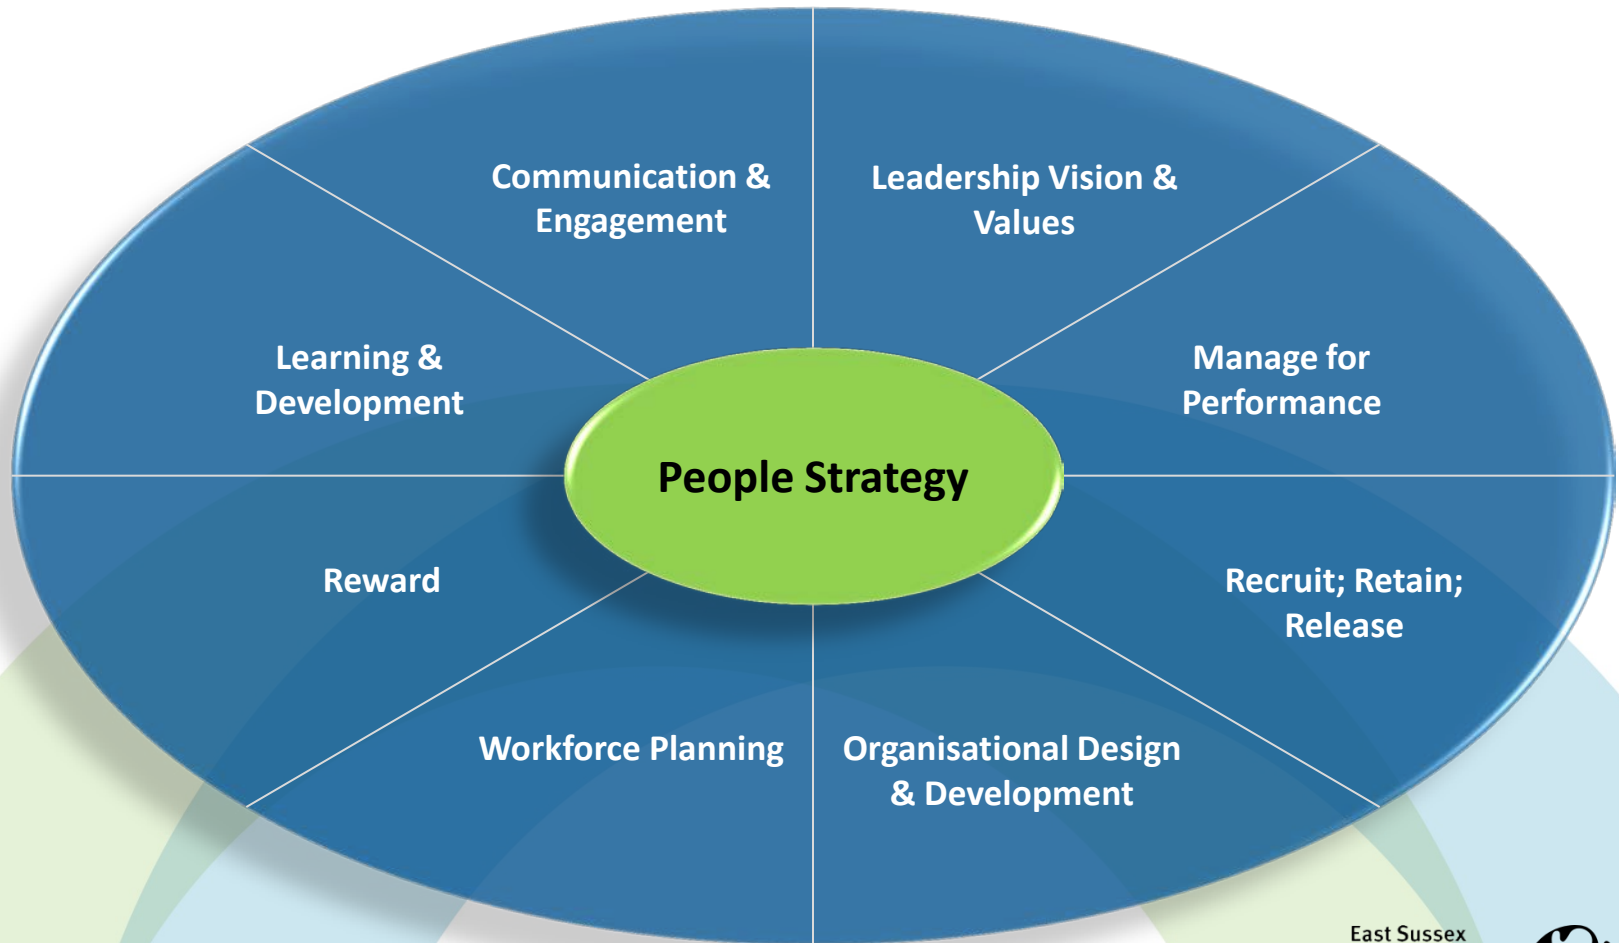 Communication &
Engagement
Leadership Vision &
Values
Learning &
Development
Manage for
Performance
People Strategy
Reward
Recruit; Retain;
Release
Workforce Planning
Organisational Design
& Development
East Sussex